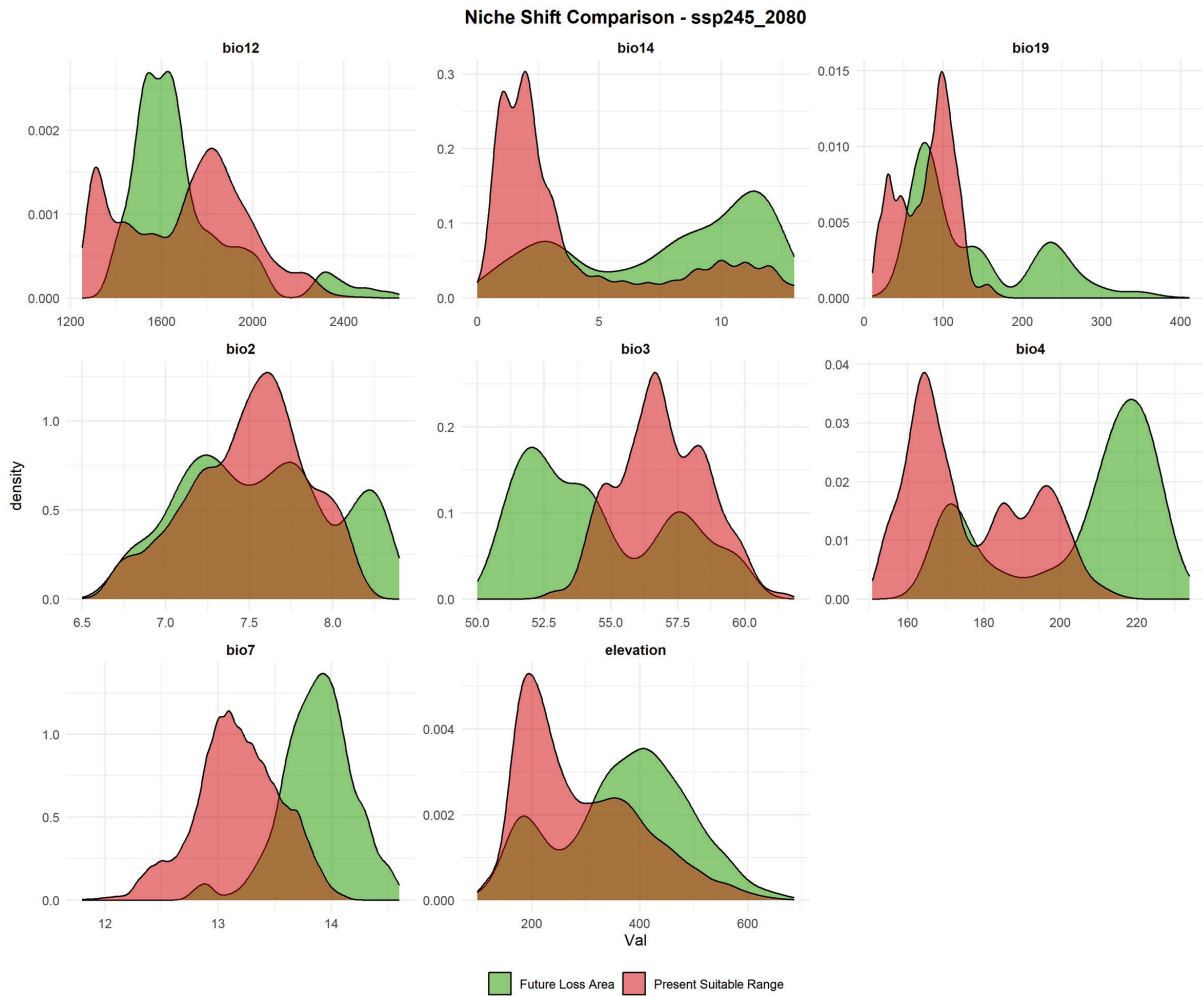 Niche Shift Comparison - ssp245_2080
bio12
bio14
bio19
0.002
0.001
0.000
1200 1600 2000 2400
0.3
0.2
0.1
0.0
0 5 10
0.015
0.010
0.005
0.000
0 100 200 300 400
bio2
bio3
bio4
density
1.0
0.5
0.0
6.5 7.0 7.5 8.0
0.2
0.1
0.0
50.0 52.5 55.0 57.5 60.0
0.04
0.03
0.02
0.01
0.00
160 180 200 220
bio7
elevation
1.0
0.5
0.0
12 13 14
0.004
0.002
0.000
200 400 600
Val
Future Loss Area Present Suitable Range